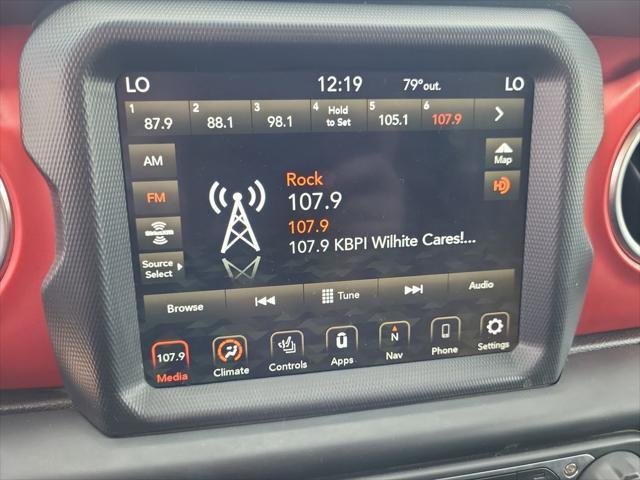 LO 12:19 79°out. LO
1 87.9 2 88.1 3 98.1 4 Hold to Set 5 105.1 6 107.9
AM
Map
Rock
FM
HD
107.9
107.9
107.9 KBPI Wilhite Cares!...
Source
Select
Browse Tune Audio
107.9
N
Media Climate Controls Apps Nav Phone Settings